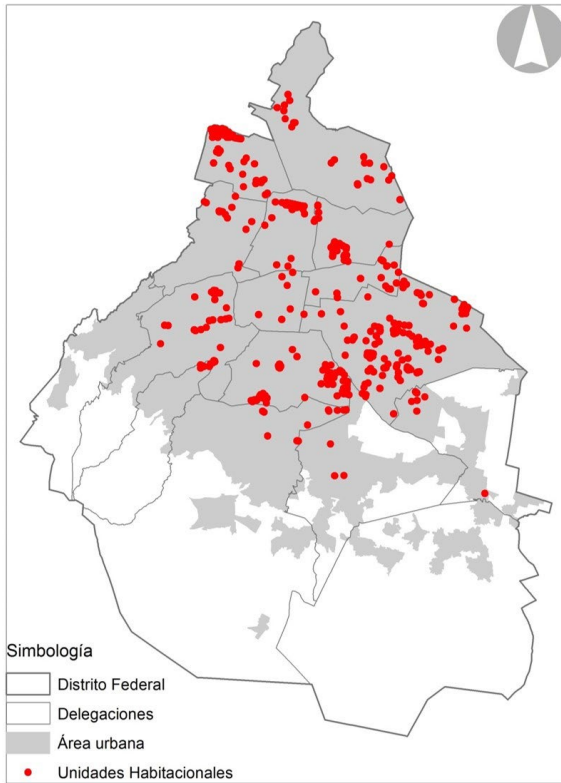 Simbología
Distrito Federal
Delegaciones
Área urbana
Unidades Habitacionales